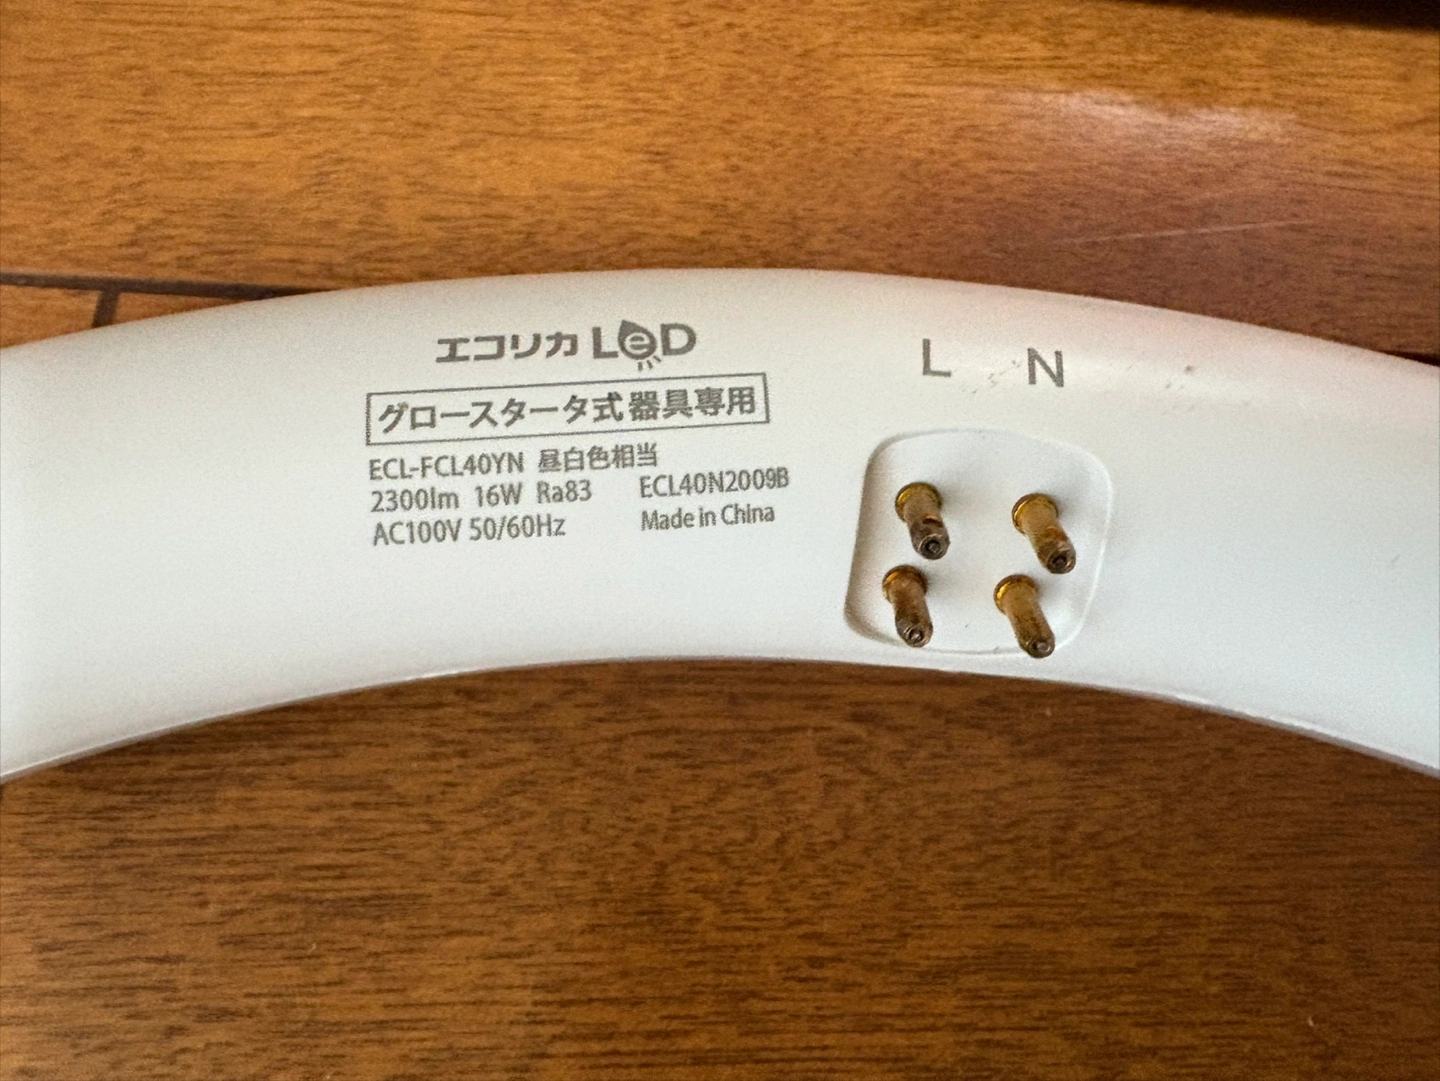 エコリカ LeD
グロースタータ式器具専用
ECL-FCL40YN 昼白色相当
2300lm 16W Ra83 ECL40N2009B
AC100V 50/60Hz Made in China
L N